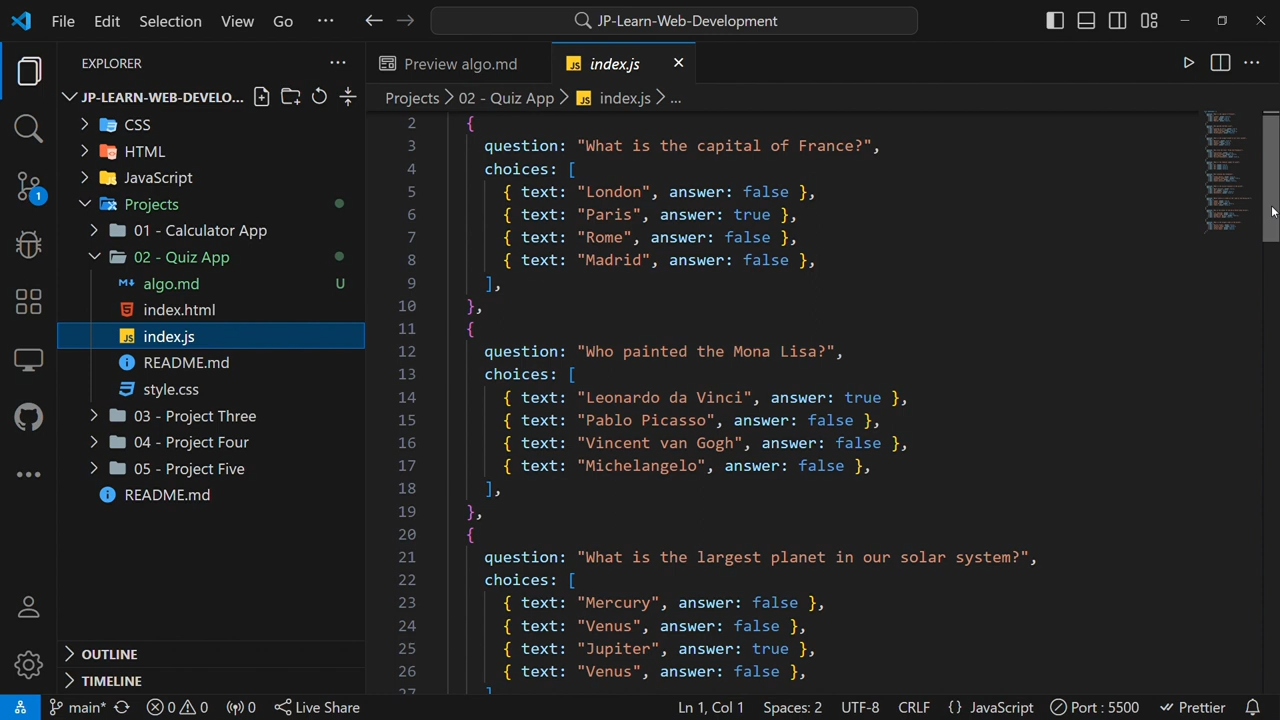 File Edit Selection View Go ··· JP-Learn-Web-Development
EXPLORER ···
JP-LEARN-WEB-DEVELO...
CSS
HTML
JavaScript
Projects
01 - Calculator App
02 - Quiz App
algo.md U
index.html
index.js
README.md
style.css
03 - Project Three
04 - Project Four
05 - Project Five
README.md
OUTLINE
TIMELINE
1
Preview algo.md
JS index.js
Projects > 02 - Quiz App > JS index.js > ...
2 {
3 question: "What is the capital of France?",
4 choices: [
5 { text: "London", answer: false },
6 { text: "Paris", answer: true },
7 { text: "Rome", answer: false },
8 { text: "Madrid", answer: false },
9 ],
10 },
11 {
12 question: "Who painted the Mona Lisa?",
13 choices: [
14 { text: "Leonardo da Vinci", answer: true },
15 { text: "Pablo Picasso", answer: false },
16 { text: "Vincent van Gogh", answer: false },
17 { text: "Michelangelo", answer: false },
18 ],
19 },
20 {
21 question: "What is the largest planet in our solar system?",
22 choices: [
23 { text: "Mercury", answer: false },
24 { text: "Venus", answer: false },
25 { text: "Jupiter", answer: true },
26 { text: "Venus", answer: false },
27 ]
main* 0 0 0 Live Share Ln 1, Col 1 Spaces: 2 UTF-8 CRLF {} JavaScript Port : 5500 Prettier